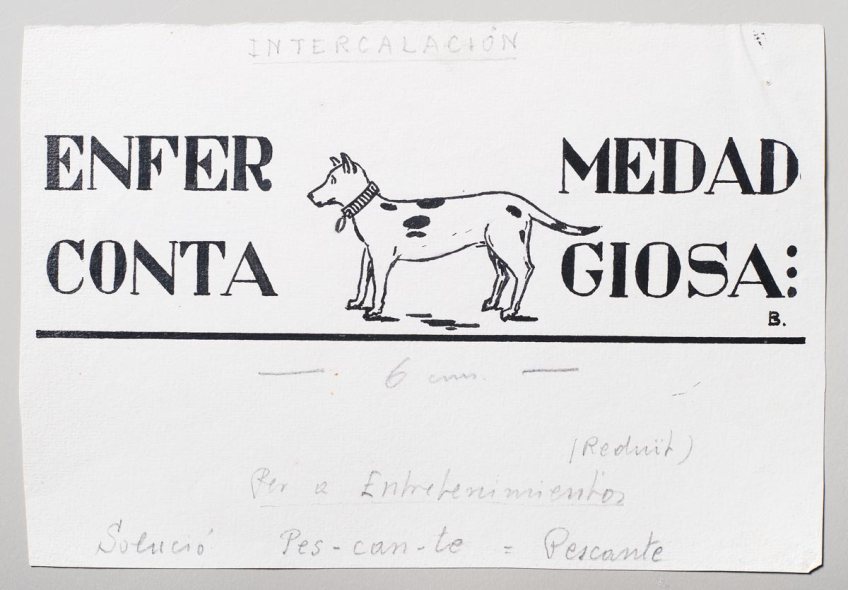 INTERCALACIÓN
ENFER MEDAD
CONTA GIOSA:
B.
— 6 cms. —
(Reduït)
Per a Entretenimientos
Solució Pes-can-te = Pescante